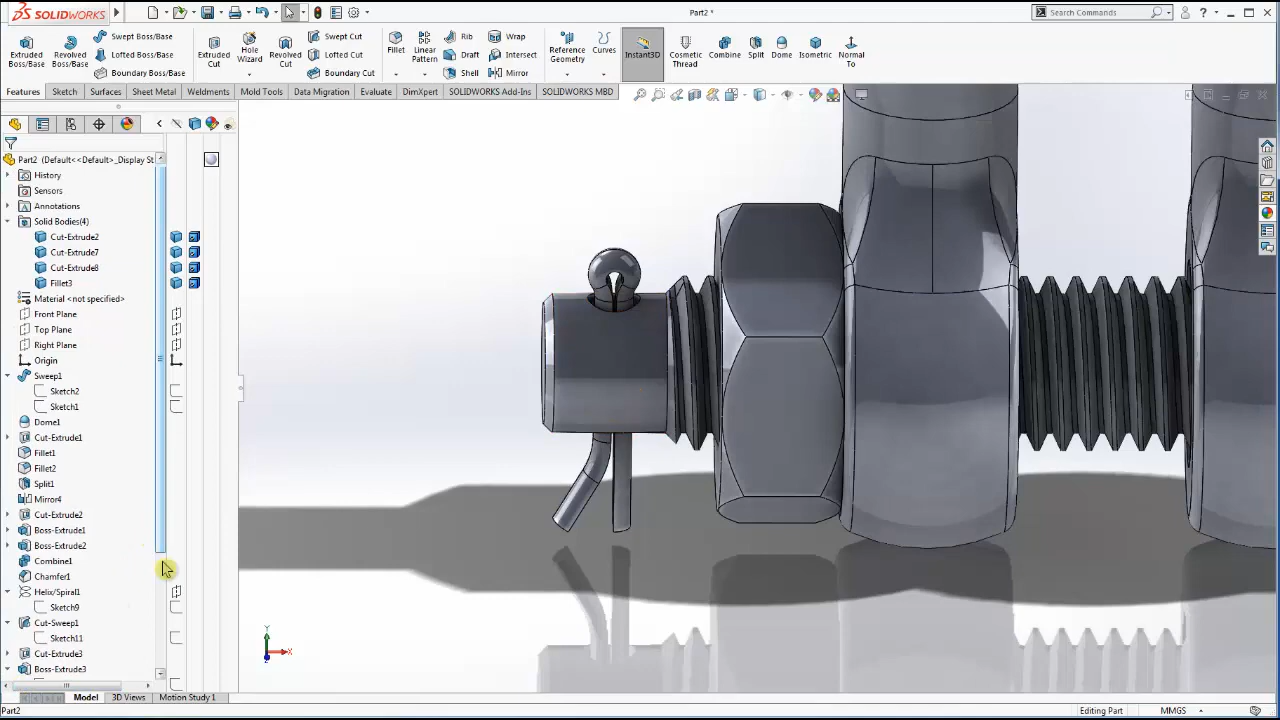 SOLIDWORKS
Part2 *
Search Commands
Extruded Boss/Base
Revolved Boss/Base
Swept Boss/Base
Lofted Boss/Base
Boundary Boss/Base
Extruded Cut
Hole Wizard
Revolved Cut
Swept Cut
Lofted Cut
Boundary Cut
Fillet
Linear Pattern
Rib
Draft
Shell
Wrap
Intersect
Mirror
Reference Geometry
Curves
Instant3D
Cosmetic Thread
Combine
Split
Dome
Isometric
Normal To
Features
Sketch
Surfaces
Sheet Metal
Weldments
Mold Tools
Data Migration
Evaluate
DimXpert
SOLIDWORKS Add-Ins
SOLIDWORKS MBD
Part2 (Default<<Default>_Display St
History
Sensors
Annotations
Solid Bodies(4)
Cut-Extrude2
Cut-Extrude7
Cut-Extrude8
Fillet3
Material <not specified>
Front Plane
Top Plane
Right Plane
Origin
Sweep1
Sketch2
Sketch1
Dome1
Cut-Extrude1
Fillet1
Fillet2
Split1
Mirror4
Cut-Extrude2
Boss-Extrude1
Boss-Extrude2
Combine1
Chamfer1
Helix/Spiral1
Sketch9
Cut-Sweep1
Sketch11
Cut-Extrude3
Boss-Extrude3
Y
X
Model
3D Views
Motion Study 1
Part2
Editing Part
MMGS